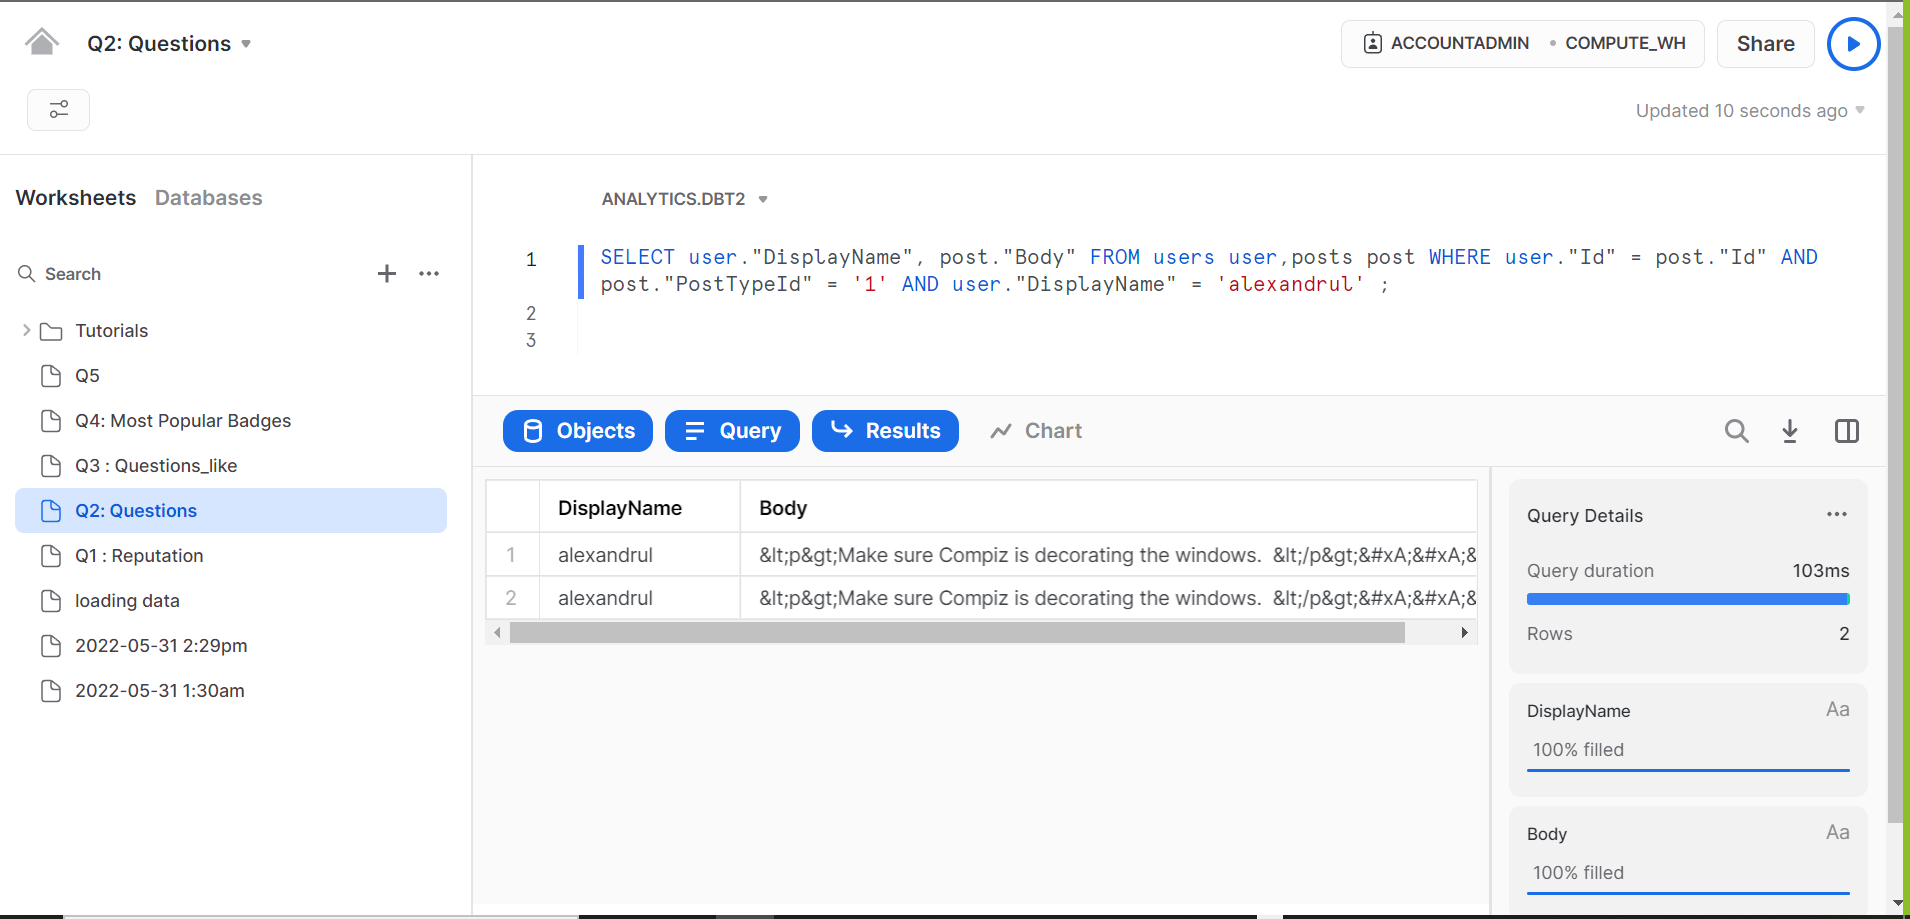 Q2: Questions
ACCOUNTADMIN • COMPUTE_WH
Share
Updated 10 seconds ago
Worksheets Databases
Search
Tutorials
Q5
Q4: Most Popular Badges
Q3 : Questions_like
Q2: Questions
Q1 : Reputation
loading data
2022-05-31 2:29pm
2022-05-31 1:30am
ANALYTICS.DBT2
1 SELECT user."DisplayName", post."Body" FROM users user,posts post WHERE user."Id" = post."Id" AND
post."PostTypeId" = '1' AND user."DisplayName" = 'alexandrul' ;
2
3
Objects Query Results Chart
DisplayName Body
1 alexandrul &lt;p&gt;Make sure Compiz is decorating the windows. &lt;/p&gt;&#xA;&#xA;&
2 alexandrul &lt;p&gt;Make sure Compiz is decorating the windows. &lt;/p&gt;&#xA;&#xA;&
Query Details
Query duration 103ms
Rows 2
DisplayName Aa
100% filled
Body Aa
100% filled